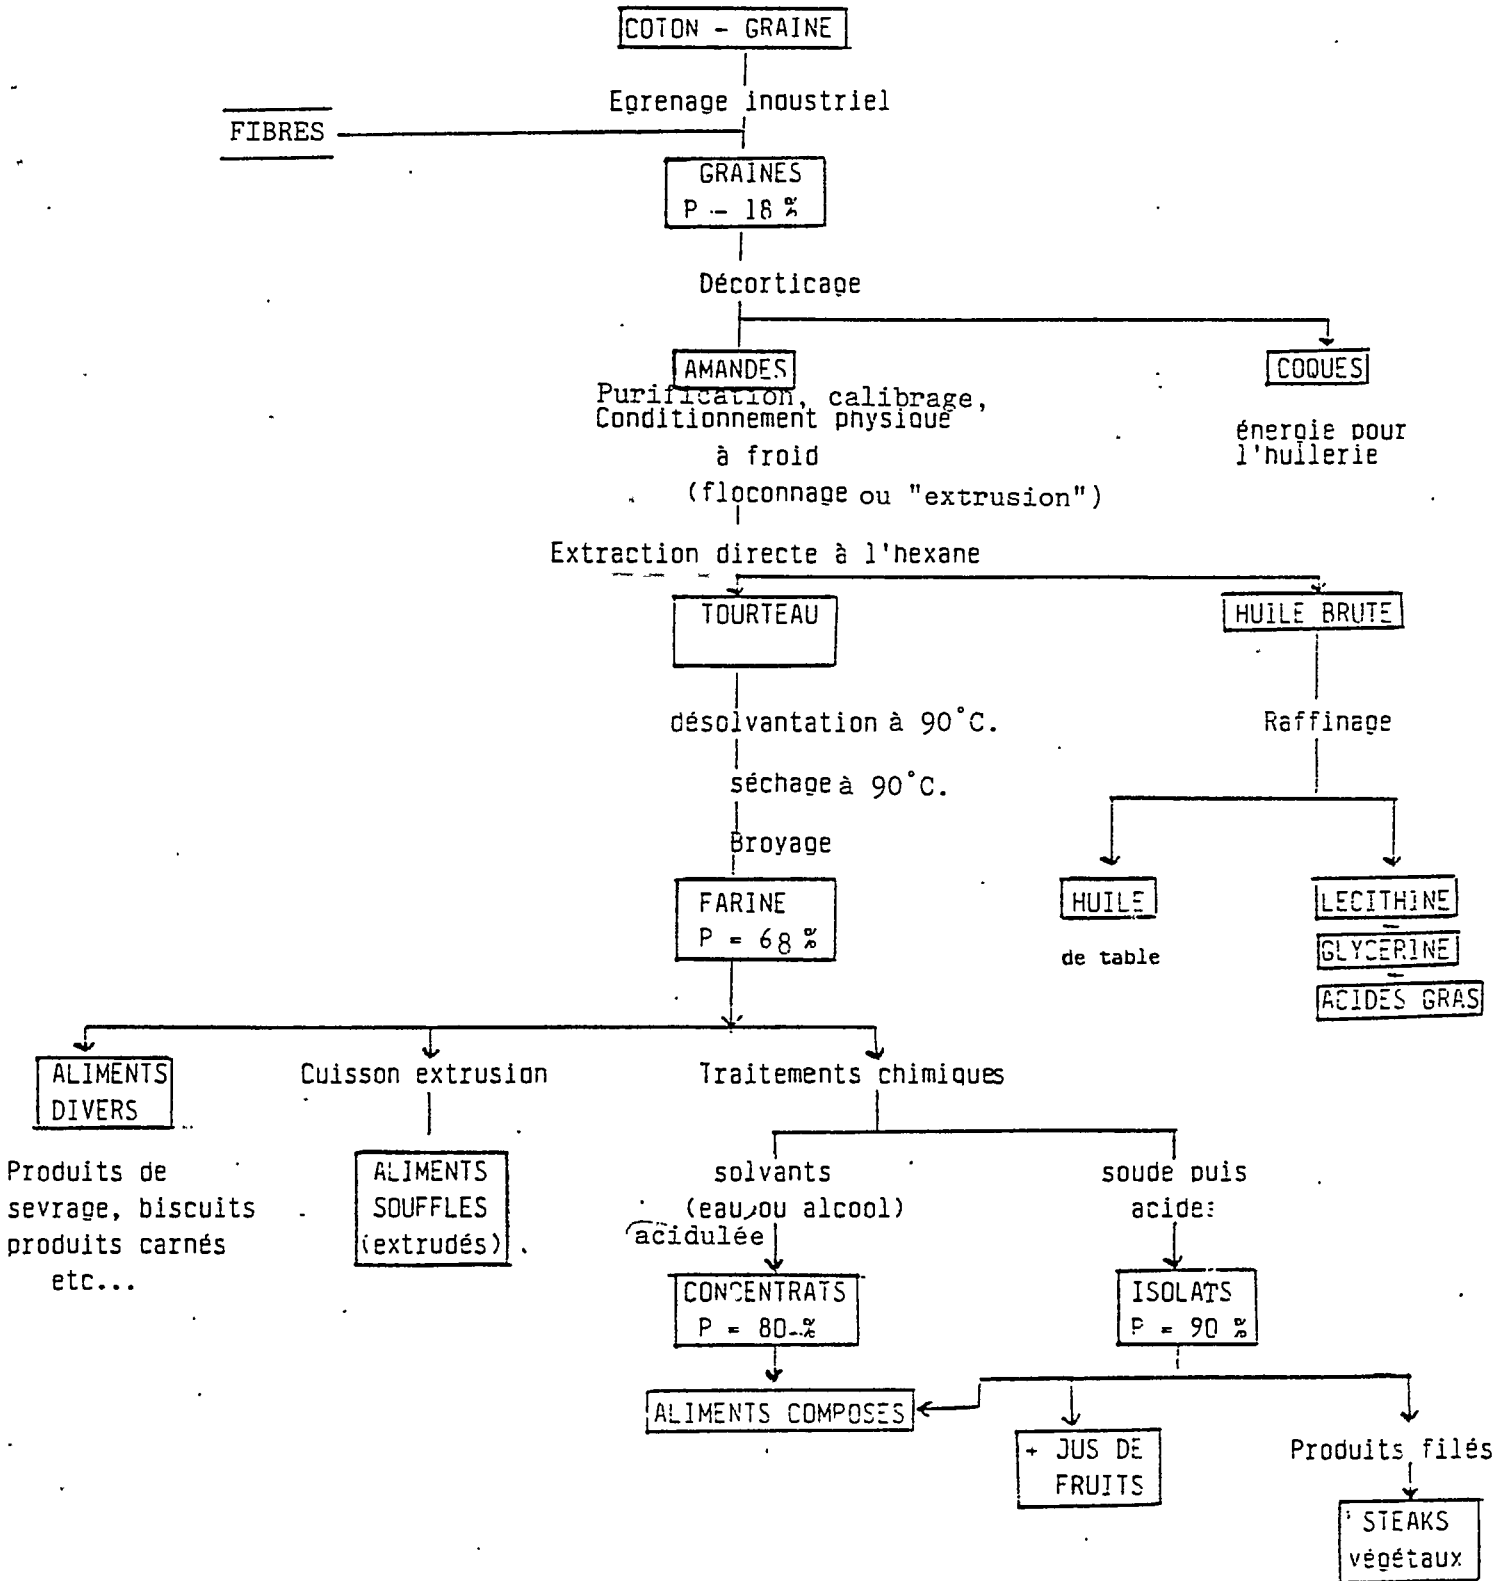 COTON - GRAINE
Egrenage industriel
FIBRES
GRAINES
P - 18 %
Décorticage
AMANDES
COQUES
Purification, calibrage,
Conditionnement physique
à froid
(floconnage ou "extrusion")
énergie pour
l'huilerie
Extraction directe à l'hexane
TOURTEAU
HUILE BRUTE
désolvantation à 90°C.
Raffinage
séchage à 90°C.
Broyage
FARINE
P = 68 %
HUILE
de table
LECITHINE
GLYCERINE
ACIDES GRAS
ALIMENTS
DIVERS
Produits de
sevrage, biscuits
produits carnés
etc...
Cuisson extrusion
ALIMENTS
SOUFFLES
(extrudés)
Traitements chimiques
solvants
(eau ou alcool)
acidulée
CONCENTRATS
P = 80 %
soude puis
acide
ISOLATS
P = 90 %
ALIMENTS COMPOSES
+ JUS DE
FRUITS
Produits filés
STEAKS
végétaux